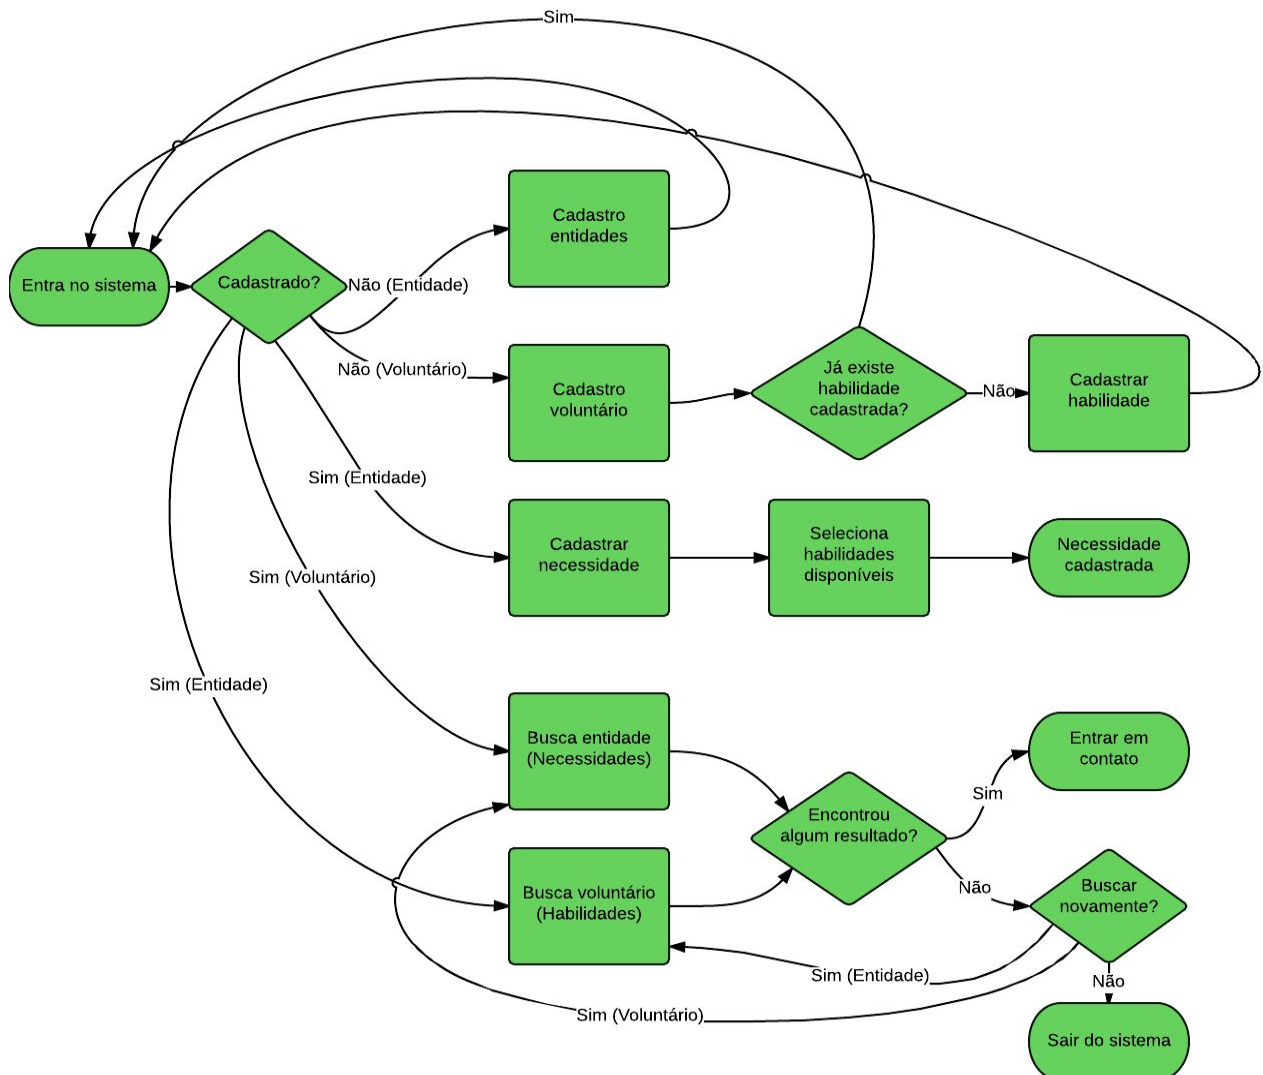 Sim
Cadastro
entidades
Entra no sistema
Cadastrado?
Não (Entidade)
Não (Voluntário)
Cadastro
voluntário
Já existe
habilidade
cadastrada?
Não
Cadastrar
habilidade
Sim (Entidade)
Cadastrar
necessidade
Seleciona
habilidades
disponíveis
Necessidade
cadastrada
Sim (Voluntário)
Sim (Entidade)
Busca entidade
(Necessidades)
Entrar em
contato
Sim
Encontrou
algum resultado?
Não
Busca voluntário
(Habilidades)
Buscar
novamente?
Sim (Entidade)
Não
Sim (Voluntário)
Sair do sistema